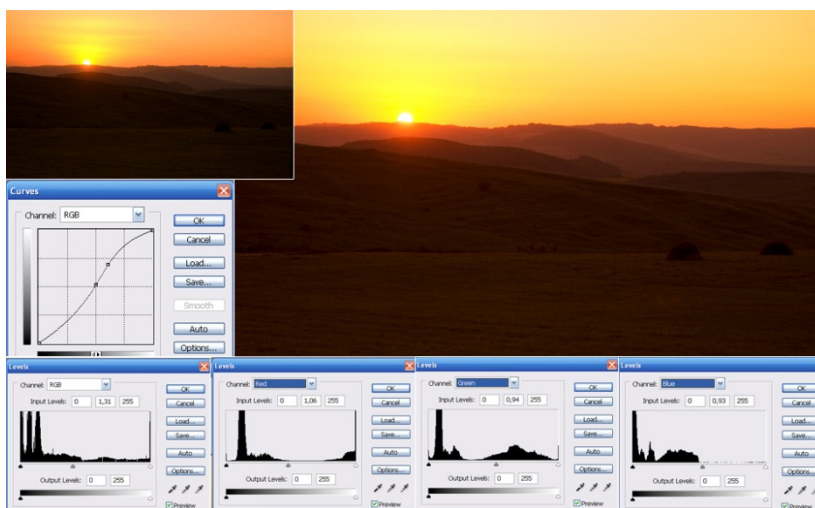 Curves
Channel: RGB
OK
Cancel
Load...
Save...
Smooth
Auto
Options...
Levels
Channel: RGB
Input Levels: 0 1,31 255
OK
Cancel
Load...
Save...
Auto
Options...
Output Levels: 0 255
Preview
Levels
Channel: Red
Input Levels: 0 1,06 255
OK
Cancel
Load...
Save...
Auto
Options...
Output Levels: 0 255
Preview
Levels
Channel: Green
Input Levels: 0 0,94 255
OK
Cancel
Load...
Save...
Auto
Options...
Output Levels: 0 255
Preview
Levels
Channel: Blue
Input Levels: 0 0,93 255
OK
Cancel
Load...
Save...
Auto
Options...
Output Levels: 0 255
Preview